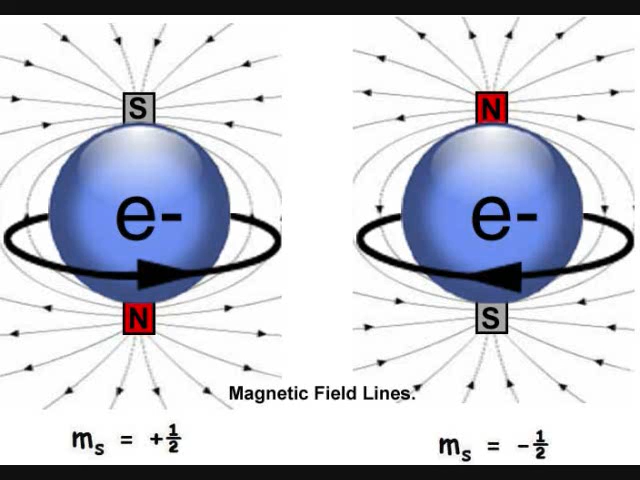 S
N
e-
e-
N
S
Magnetic Field Lines.
mₛ = +½
mₛ = -½